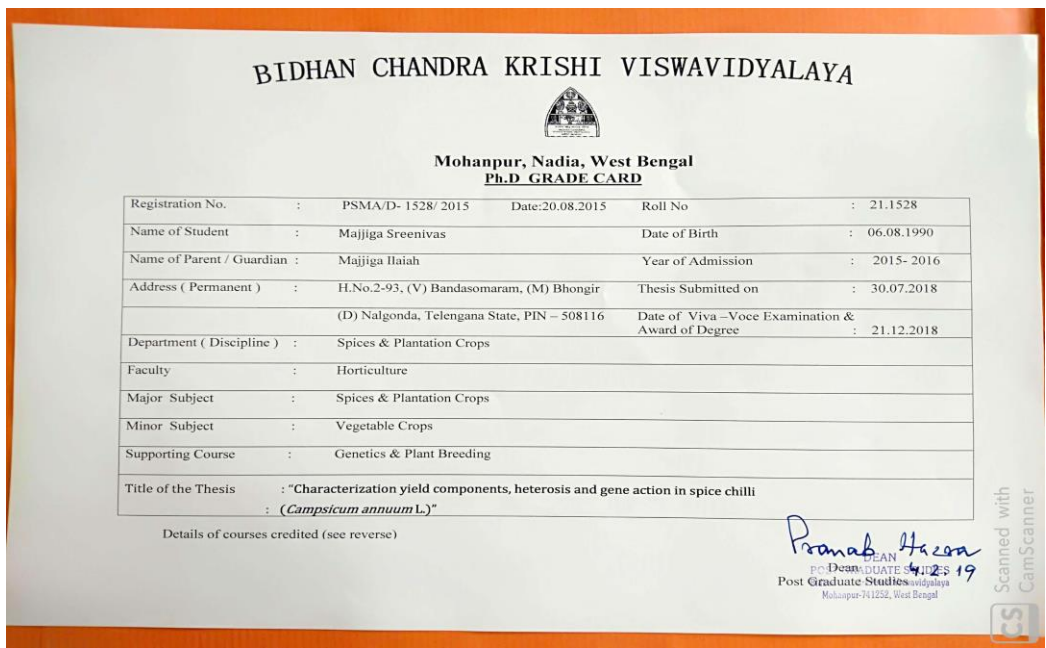 BIDHAN CHANDRA KRISHI VISWAVIDYALAYA
Mohanpur, Nadia, West Bengal
Ph.D GRADE CARD
Registration No. : PSMA/D- 1528/ 2015 Date:20.08.2015 Roll No : 21.1528
Name of Student : Majjiga Sreenivas Date of Birth : 06.08.1990
Name of Parent / Guardian : Majjiga Ilaiah Year of Admission : 2015- 2016
Address ( Permanent ) : H.No.2-93, (V) Bandasomaram, (M) Bhongir Thesis Submitted on : 30.07.2018
(D) Nalgonda, Telengana State, PIN – 508116 Date of Viva –Voce Examination &
Award of Degree : 21.12.2018
Department ( Discipline ) : Spices & Plantation Crops
Faculty : Horticulture
Major Subject : Spices & Plantation Crops
Minor Subject : Vegetable Crops
Supporting Course : Genetics & Plant Breeding
Title of the Thesis : "Characterization yield components, heterosis and gene action in spice chilli
: (Campsicum annuum L.)"
Details of courses credited (see reverse)
Pranab Hazra
4.2.19
DEAN
Dean
Post Graduate Studies
Mohanpur-741252, West Bengal
Scanned with
CamScanner
CS